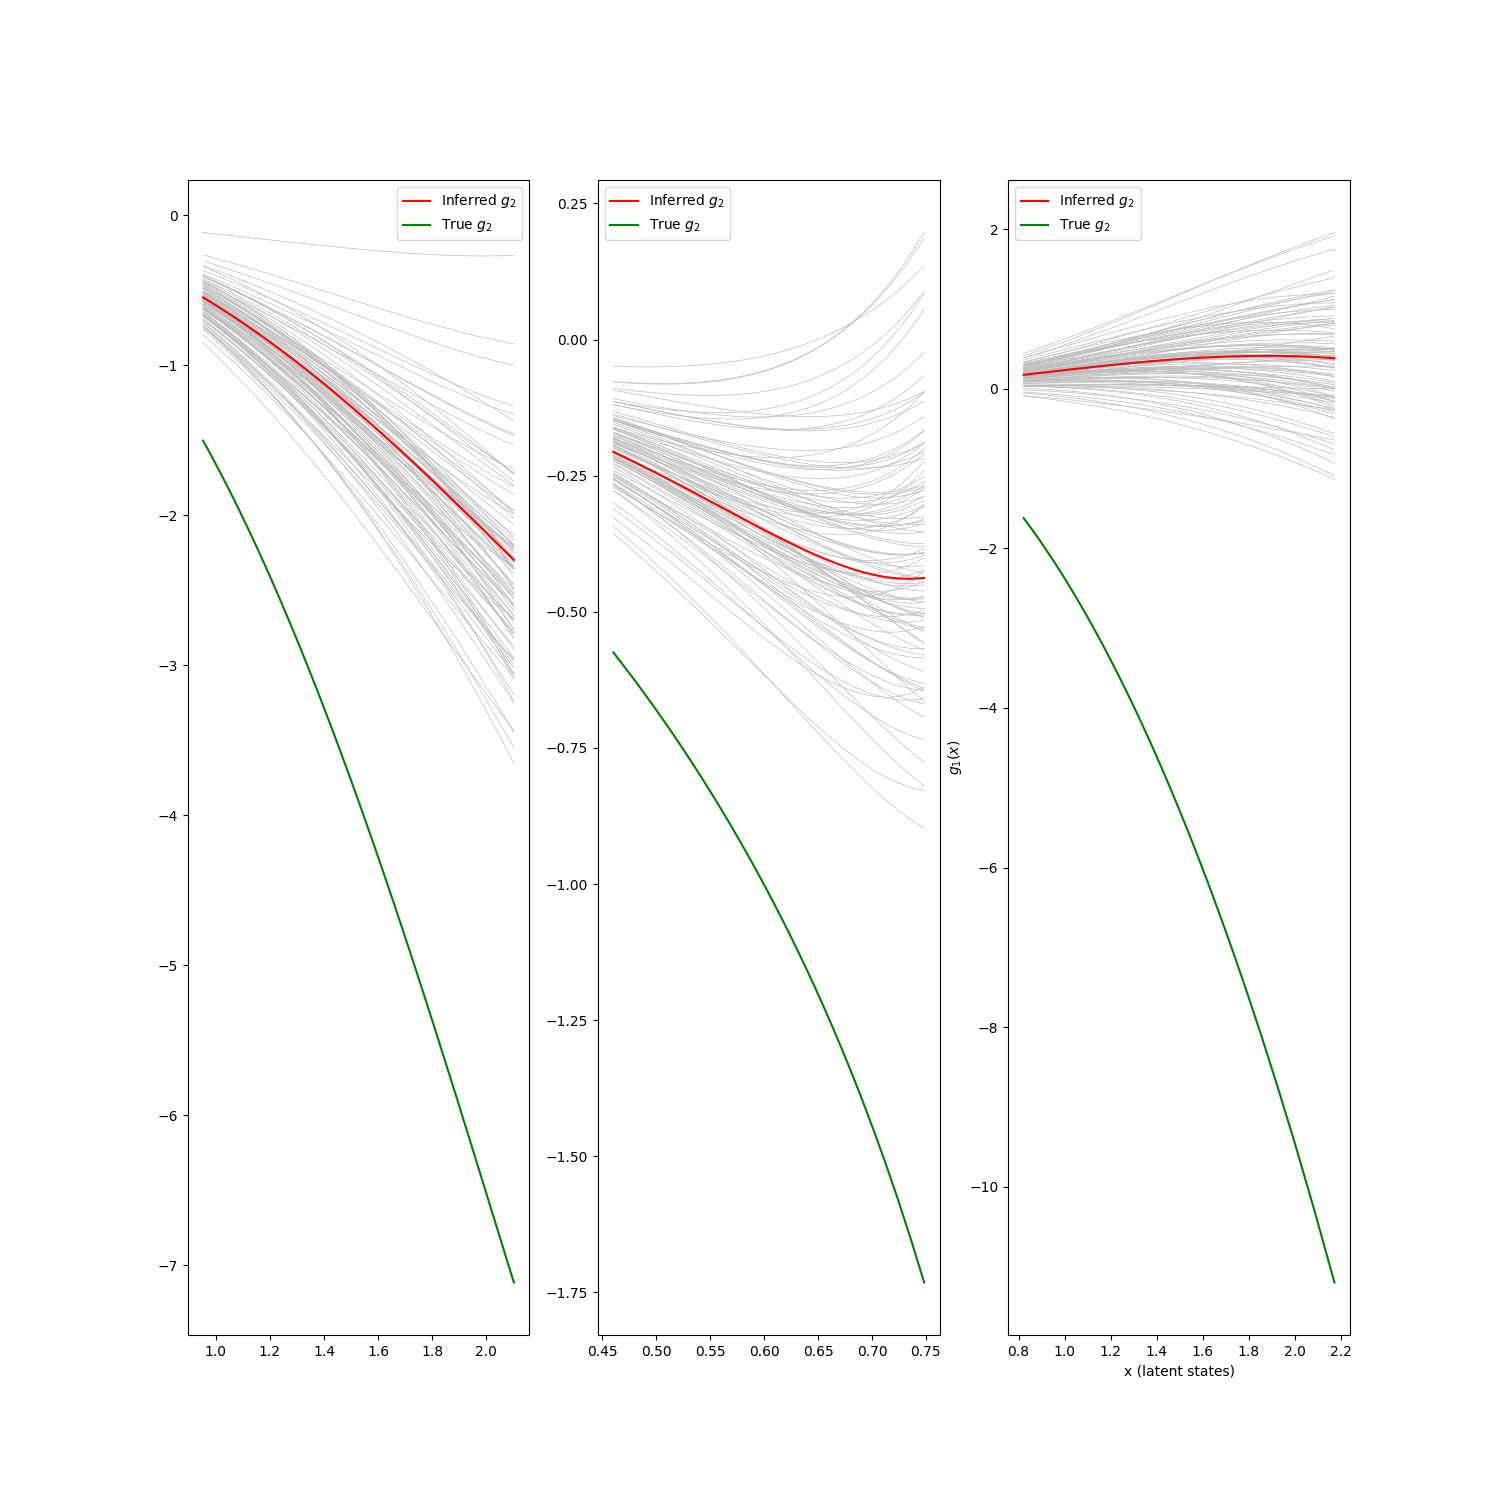 Inferred g₂
True g₂
0
−1
−2
−3
−4
−5
−6
−7
1.0 1.2 1.4 1.6 1.8 2.0
Inferred g₂
True g₂
0.25
0.00
−0.25
−0.50
−0.75
−1.00
−1.25
−1.50
−1.75
0.45 0.50 0.55 0.60 0.65 0.70 0.75
Inferred g₂
True g₂
g₁(x)
2
0
−2
−4
−6
−8
−10
0.8 1.0 1.2 1.4 1.6 1.8 2.0 2.2
x (latent states)